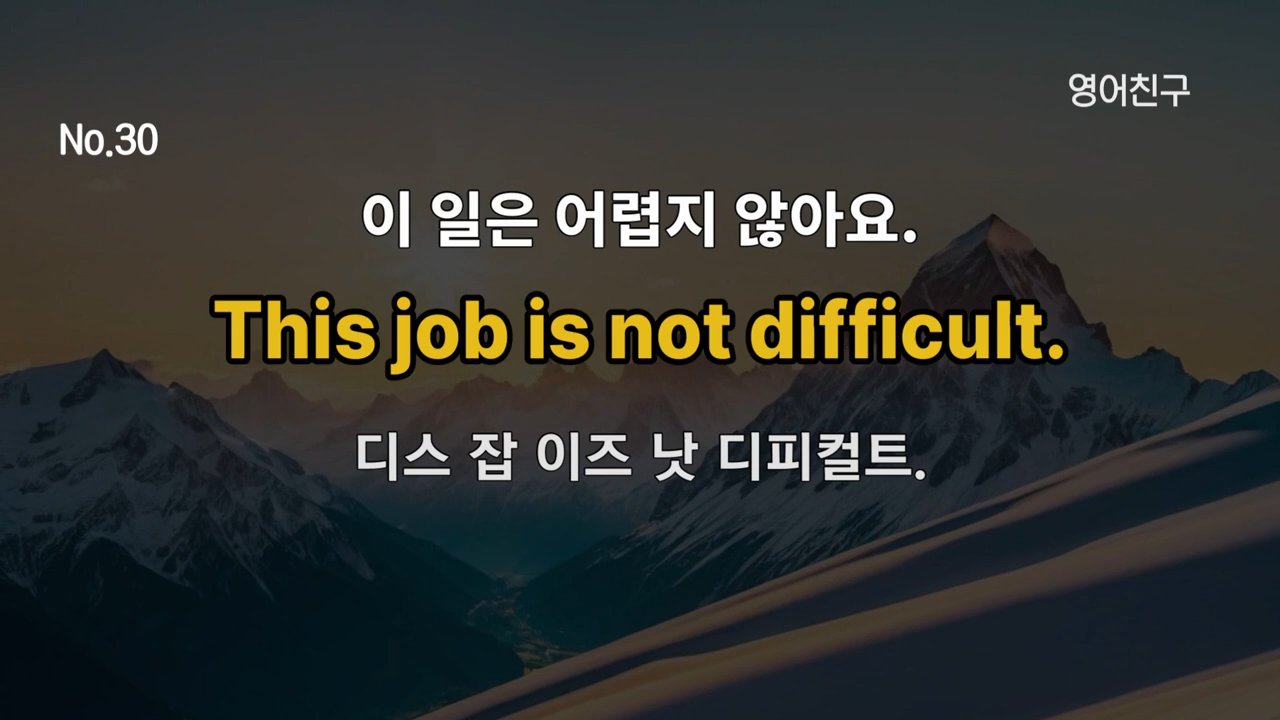 영어친구
No.30
이 일은 어렵지 않아요.
This job is not difficult.
디스 잡 이즈 낫 디피컬트.